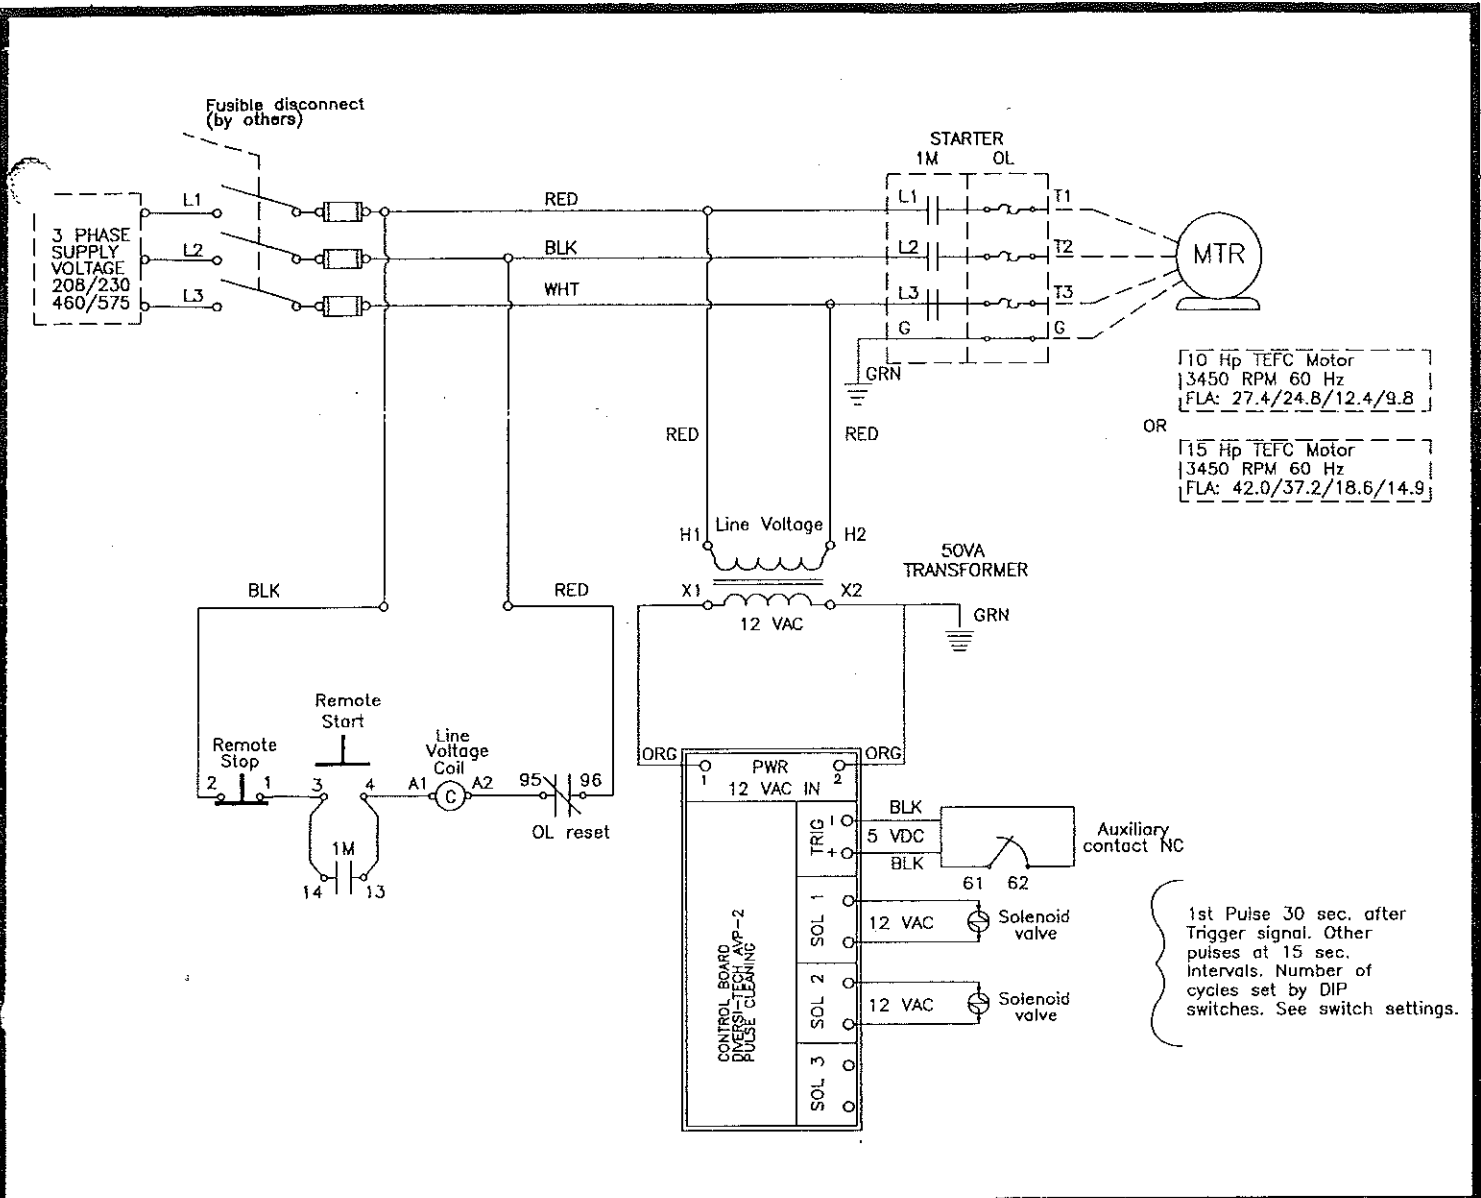 Fusible disconnect
(by others)
STARTER
1M OL
3 PHASE
SUPPLY
VOLTAGE
208/230
460/575
L1
L2
L3
RED
BLK
WHT
L1
L2
L3
G
T1
T2
T3
G
MTR
GRN
10 Hp TEFC Motor
3450 RPM 60 Hz
FLA: 27.4/24.8/12.4/9.8
OR
15 Hp TEFC Motor
3450 RPM 60 Hz
FLA: 42.0/37.2/18.6/14.9
RED RED
H1 Line Voltage H2
50VA
TRANSFORMER
X1 X2
12 VAC
GRN
BLK RED
Remote
Stop
Remote
Start
Line
Voltage
Coil
2 1 3 4 A1 C A2 95 96
OL reset
1M
14 13
ORG ORG
PWR
1 2
12 VAC IN
CONTROL BOARD
DIVERSI-TECH AVP-2
PULSE CLEANING
TRIG
-
+
BLK
5 VDC
BLK
Auxiliary
contact NC
61 62
SOL 1
12 VAC
Solenoid
valve
SOL 2
12 VAC
Solenoid
valve
SOL 3
1st Pulse 30 sec. after
Trigger signal. Other
pulses at 15 sec.
Intervals. Number of
cycles set by DIP
switches. See switch settings.